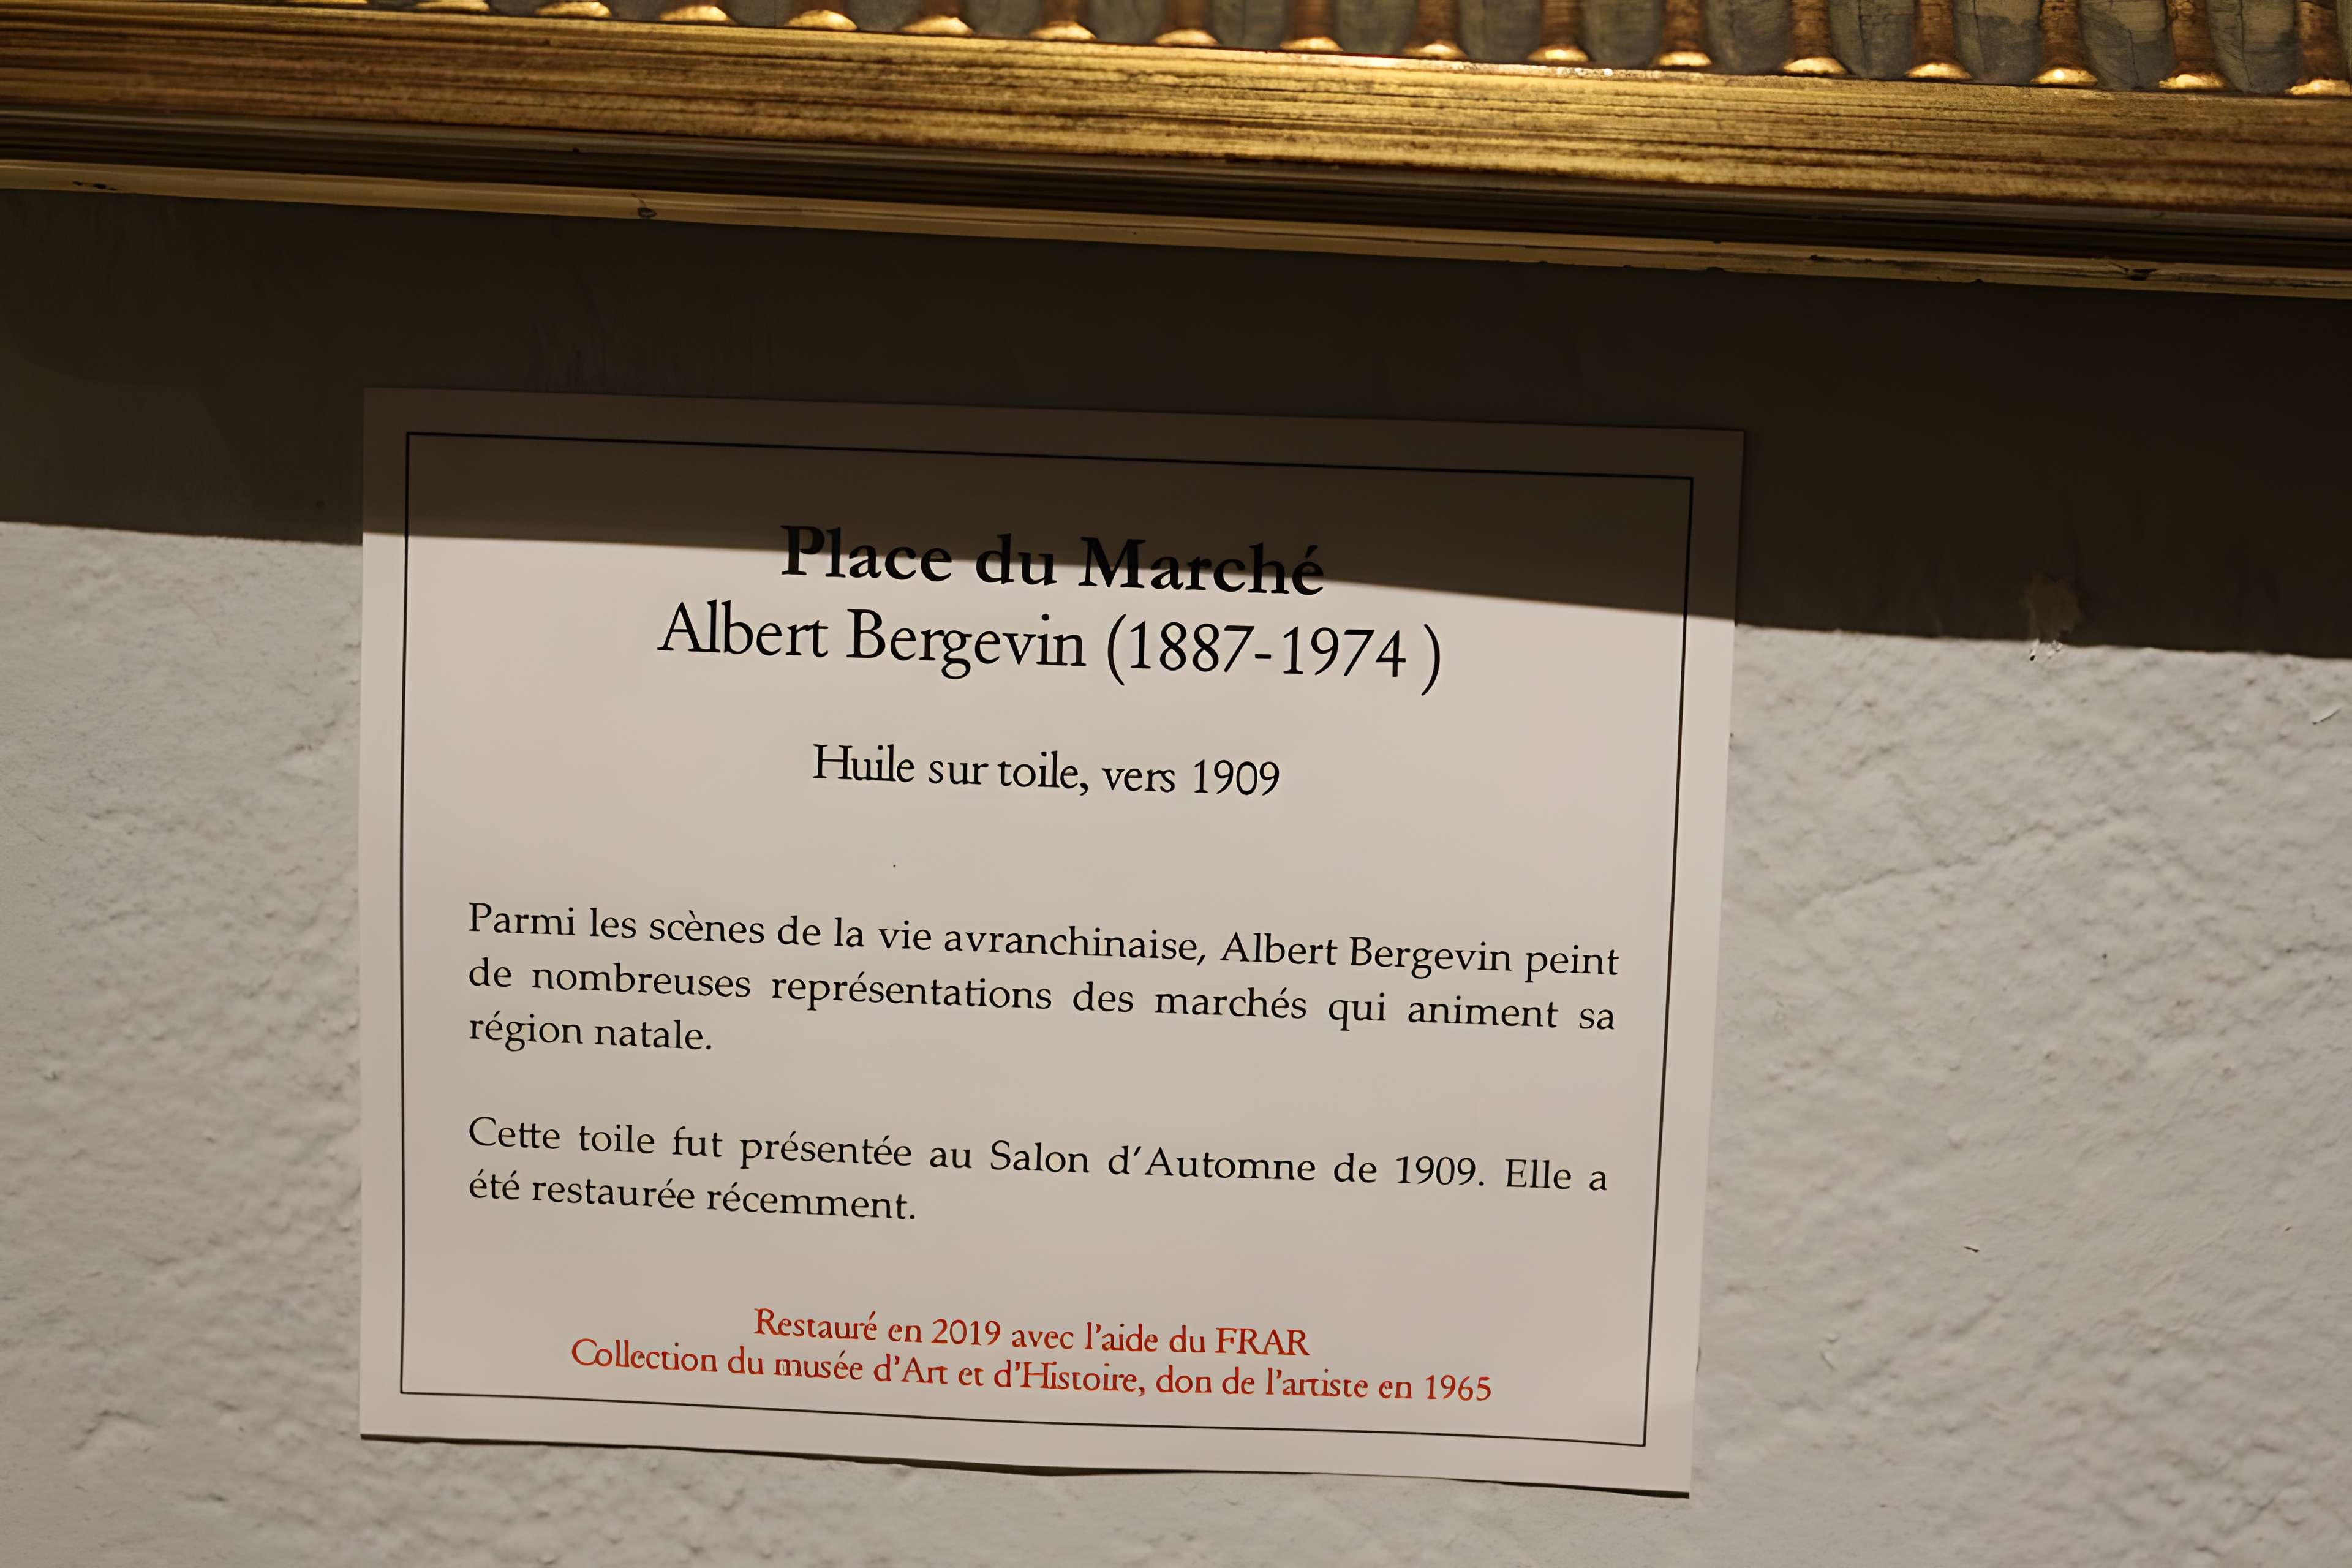 Place du Marché
Albert Bergevin (1887-1974 )
Huile sur toile, vers 1909
Parmi les scènes de la vie avranchinaise, Albert Bergevin peint
de nombreuses représentations des marchés qui animent sa
région natale.
Cette toile fut présentée au Salon d'Automne de 1909. Elle a
été restaurée récemment.
Restauré en 2019 avec l'aide du FRAR
Collection du musée d'Art et d'Histoire, don de l'artiste en 1965